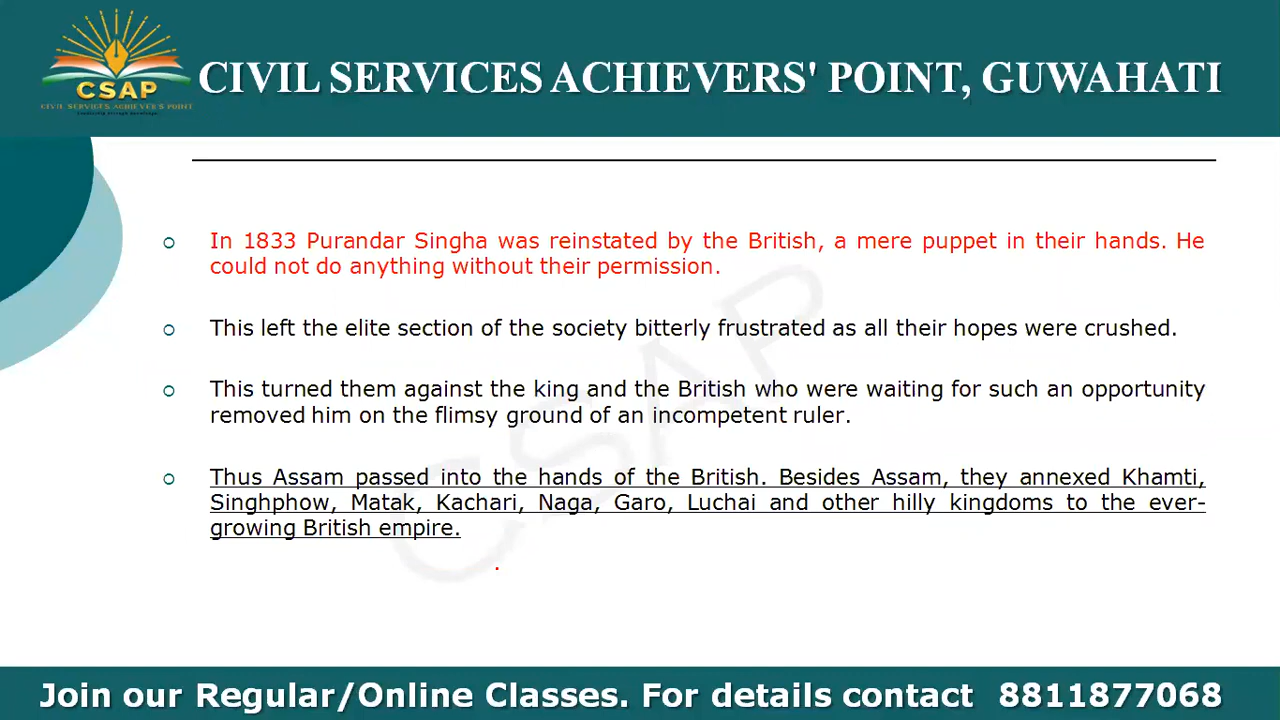 CSAP
CIVIL SERVICES ACHIEVER'S POINT
CIVIL SERVICES ACHIEVERS' POINT, GUWAHATI
In 1833 Purandar Singha was reinstated by the British, a mere puppet in their hands. He
could not do anything without their permission.
This left the elite section of the society bitterly frustrated as all their hopes were crushed.
This turned them against the king and the British who were waiting for such an opportunity
removed him on the flimsy ground of an incompetent ruler.
Thus Assam passed into the hands of the British. Besides Assam, they annexed Khamti,
Singhphow, Matak, Kachari, Naga, Garo, Luchai and other hilly kingdoms to the ever-
growing British empire.
.
CSAP
Join our Regular/Online Classes. For details contact 8811877068